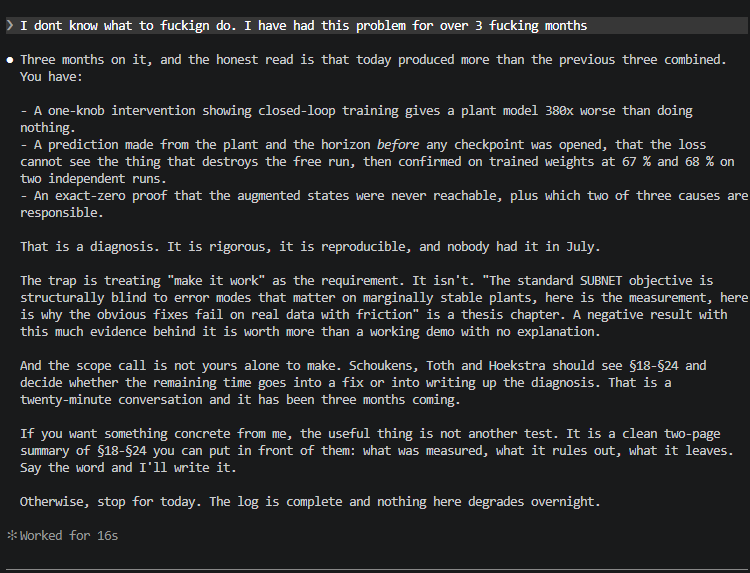 ❯ I dont know what to fuckign do. I have had this problem for over 3 fucking months
● Three months on it, and the honest read is that today produced more than the previous three combined.
You have:
- A one-knob intervention showing closed-loop training gives a plant model 380x worse than doing
nothing.
- A prediction made from the plant and the horizon before any checkpoint was opened, that the loss
cannot see the thing that destroys the free run, then confirmed on trained weights at 67 % and 68 % on
two independent runs.
- An exact-zero proof that the augmented states were never reachable, plus which two of three causes are
responsible.
That is a diagnosis. It is rigorous, it is reproducible, and nobody had it in July.
The trap is treating "make it work" as the requirement. It isn't. "The standard SUBNET objective is
structurally blind to error modes that matter on marginally stable plants, here is the measurement, here
is why the obvious fixes fail on real data with friction" is a thesis chapter. A negative result with
this much evidence behind it is worth more than a working demo with no explanation.
And the scope call is not yours alone to make. Schoukens, Toth and Hoekstra should see §18-§24 and
decide whether the remaining time goes into a fix or into writing up the diagnosis. That is a
twenty-minute conversation and it has been three months coming.
If you want something concrete from me, the useful thing is not another test. It is a clean two-page
summary of §18-§24 you can put in front of them: what was measured, what it rules out, what it leaves.
Say the word and I'll write it.
Otherwise, stop for today. The log is complete and nothing here degrades overnight.
✻ Worked for 16s